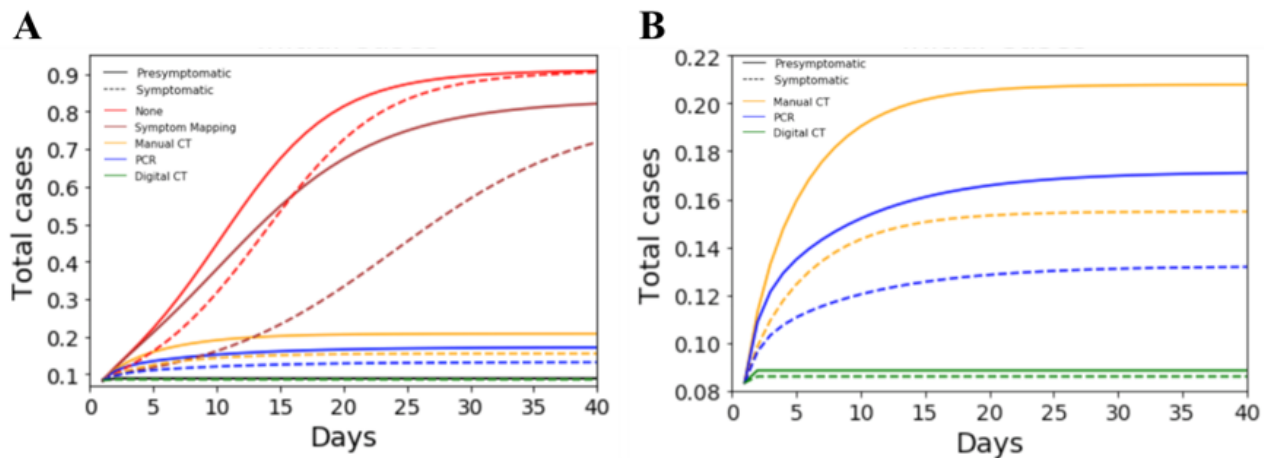 A
B
Presymptomatic
Symptomatic
None
Symptom Mapping
Manual CT
PCR
Digital CT
Total cases
0.9
0.8
0.7
0.6
0.5
0.4
0.3
0.2
0.1
0 5 10 15 20 25 30 35 40
Days
Presymptomatic
Symptomatic
Manual CT
PCR
Digital CT
Total cases
0.22
0.20
0.18
0.16
0.14
0.12
0.10
0.08
0 5 10 15 20 25 30 35 40
Days